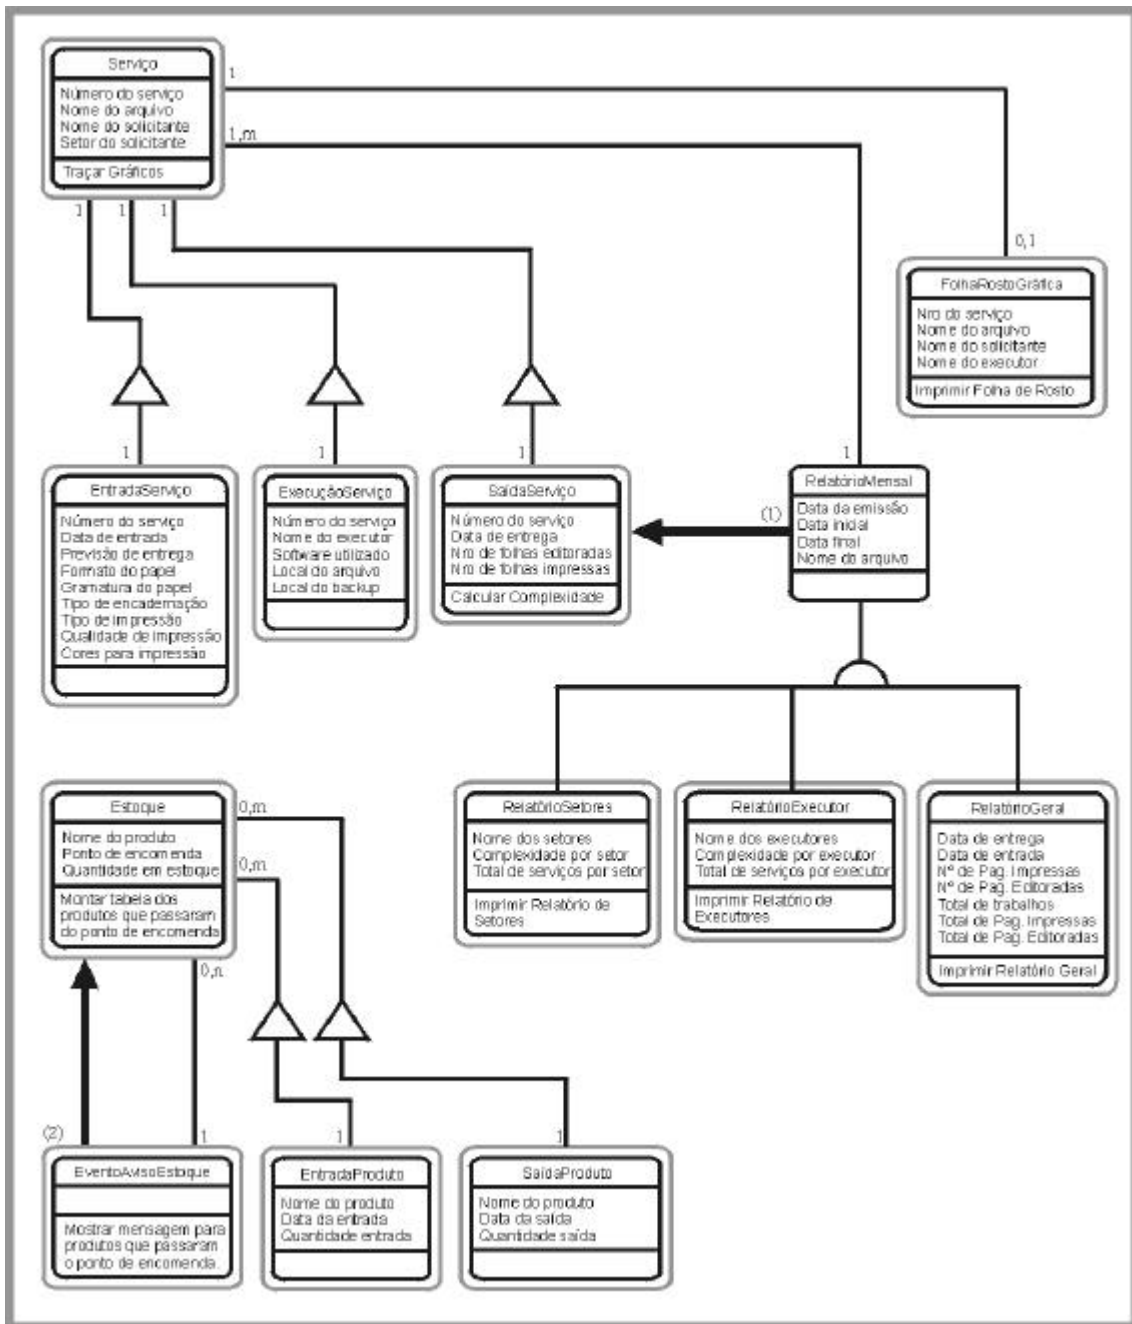 Serviço
Número do serviço
Nome do arquivo
Nome do solicitante
Setor do solicitante
Traçar Gráficos
1
1,m
1
1
1
0,1
FolhaRostoGráfica
Nro do serviço
Nome do arquivo
Nome do solicitante
Nome do executor
Imprimir Folha de Rosto
1
1
1
1
EntradaServiço
Número do serviço
Data de entrada
Previsão de entrega
Formato do papel
Gramatura do papel
Tipo de encadernação
Tipo de impressão
Qualidade de impressão
Cores para impressão
ExecuçãoServiço
Número do serviço
Nome do executor
Software utilizado
Local do arquivo
Local do backup
SaídaServiço
Número do serviço
Data de entrega
Nro de folhas editoradas
Nro de folhas impressas
Calcular Complexidade
(1)
RelatórioMensal
Data da emissão
Data inicial
Data final
Nome do arquivo
Estoque
Nome do produto
Ponto de encomenda
Quantidade em estoque
Montar tabela dos
produtos que passaram
do ponto de encomenda
0,m
0,m
0,n
RelatórioSetores
Nome dos setores
Complexidade por setor
Total de serviços por setor
Imprimir Relatório de
Setores
RelatórioExecutor
Nome dos executores
Complexidade por executor
Total de serviços por executor
Imprimir Relatório de
Executores
RelatórioGeral
Data de entrega
Data de entrada
Nº de Pag. Impressas
Nº de Pag. Editoradas
Total de trabalhos
Total de Pag. Impressas
Total de Pag. Editoradas
Imprimir Relatório Geral
(2)
1
1
1
EventoAvisoEstoque
Mostrar mensagem para
produtos que passaram
o ponto de encomenda.
EntradaProduto
Nome do produto
Data da entrada
Quantidade entrada
SaídaProduto
Nome do produto
Data da saída
Quantidade saída